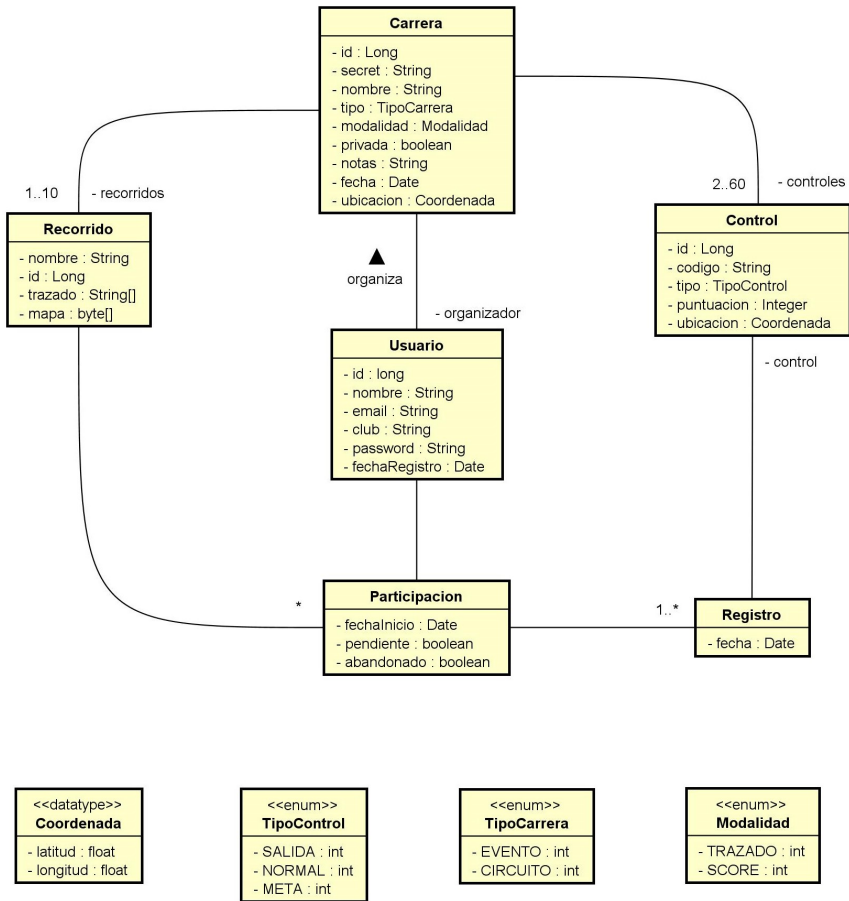 Carrera
- id : Long
- secret : String
- nombre : String
- tipo : TipoCarrera
- modalidad : Modalidad
- privada : boolean
- notas : String
- fecha : Date
- ubicacion : Coordenada
1..10
- recorridos
2..60
- controles
Recorrido
- nombre : String
- id : Long
- trazado : String[]
- mapa : byte[]
organiza
- organizador
Control
- id : Long
- codigo : String
- tipo : TipoControl
- puntuacion : Integer
- ubicacion : Coordenada
- control
Usuario
- id : long
- nombre : String
- email : String
- club : String
- password : String
- fechaRegistro : Date
*
Participacion
- fechaInicio : Date
- pendiente : boolean
- abandonado : boolean
1..*
Registro
- fecha : Date
<<datatype>>
Coordenada
- latitud : float
- longitud : float
<<enum>>
TipoControl
- SALIDA : int
- NORMAL : int
- META : int
<<enum>>
TipoCarrera
- EVENTO : int
- CIRCUITO : int
<<enum>>
Modalidad
- TRAZADO : int
- SCORE : int